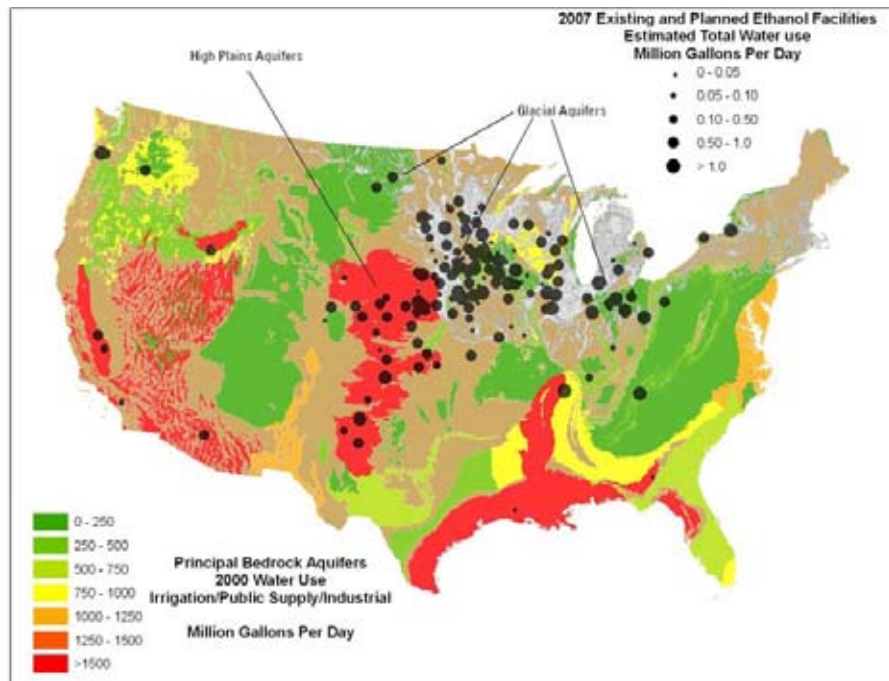 2007 Existing and Planned Ethanol Facilities
Estimated Total Water use
Million Gallons Per Day
0 - 0.05
0.05 - 0.10
0.10 - 0.50
0.50 - 1.0
> 1.0
High Plains Aquifers
Glacial Aquifers
0 - 250
250 - 500
500 - 750
750 - 1000
1000 - 1250
1250 - 1500
>1500
Principal Bedrock Aquifers
2000 Water Use
Irrigation/Public Supply/Industrial
Million Gallons Per Day